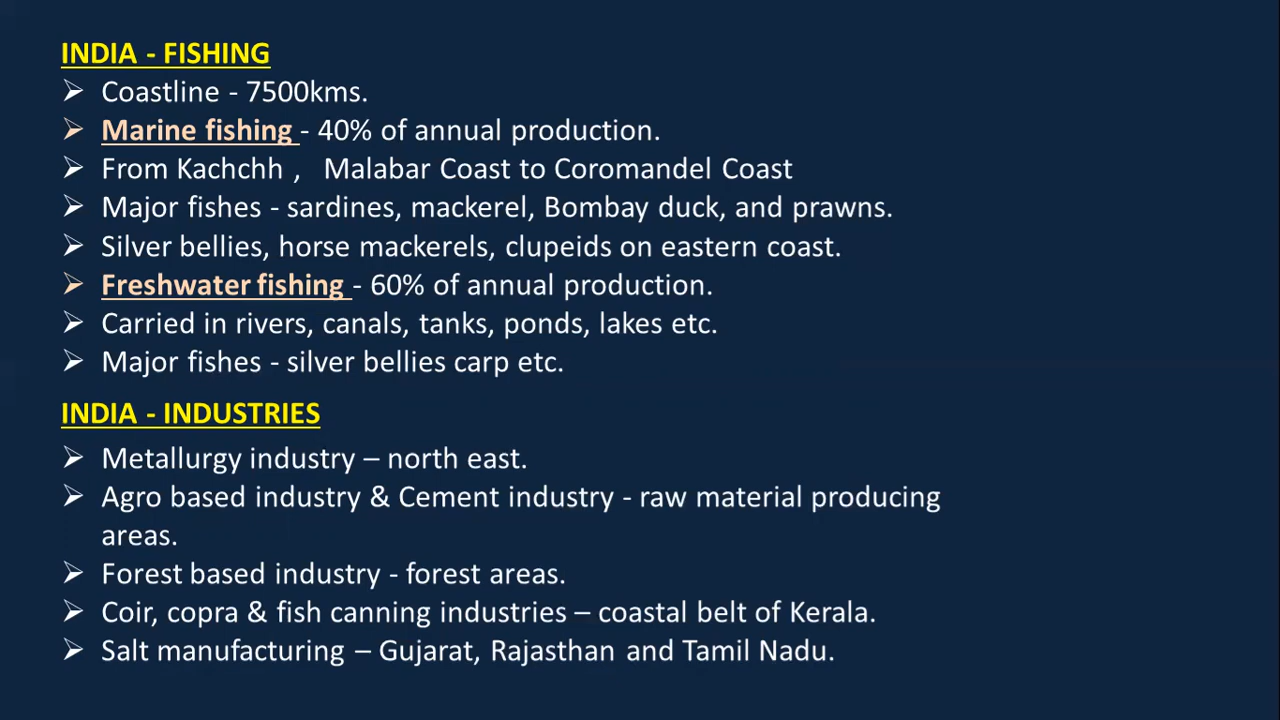 INDIA - FISHING
➢ Coastline - 7500kms.
➢ Marine fishing - 40% of annual production.
➢ From Kachchh , Malabar Coast to Coromandel Coast
➢ Major fishes - sardines, mackerel, Bombay duck, and prawns.
➢ Silver bellies, horse mackerels, clupeids on eastern coast.
➢ Freshwater fishing - 60% of annual production.
➢ Carried in rivers, canals, tanks, ponds, lakes etc.
➢ Major fishes - silver bellies carp etc.
INDIA - INDUSTRIES
➢ Metallurgy industry – north east.
➢ Agro based industry & Cement industry - raw material producing
areas.
➢ Forest based industry - forest areas.
➢ Coir, copra & fish canning industries – coastal belt of Kerala.
➢ Salt manufacturing – Gujarat, Rajasthan and Tamil Nadu.